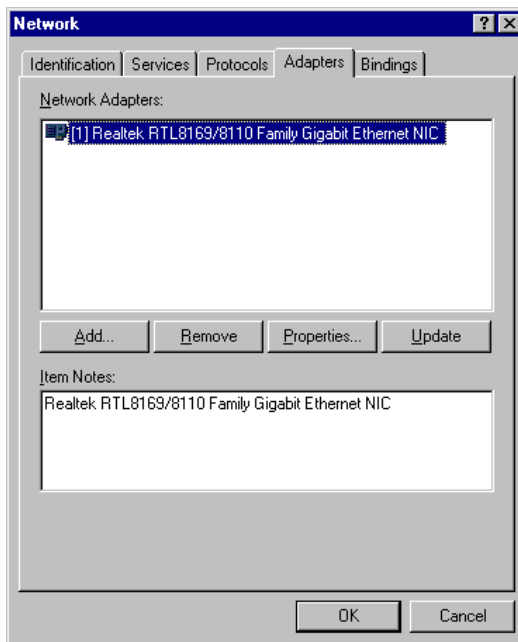 Network
Identification Services Protocols Adapters Bindings
Network Adapters:
[1] Realtek RTL8169/8110 Family Gigabit Ethernet NIC
Add... Remove Properties... Update
Item Notes:
Realtek RTL8169/8110 Family Gigabit Ethernet NIC
OK Cancel